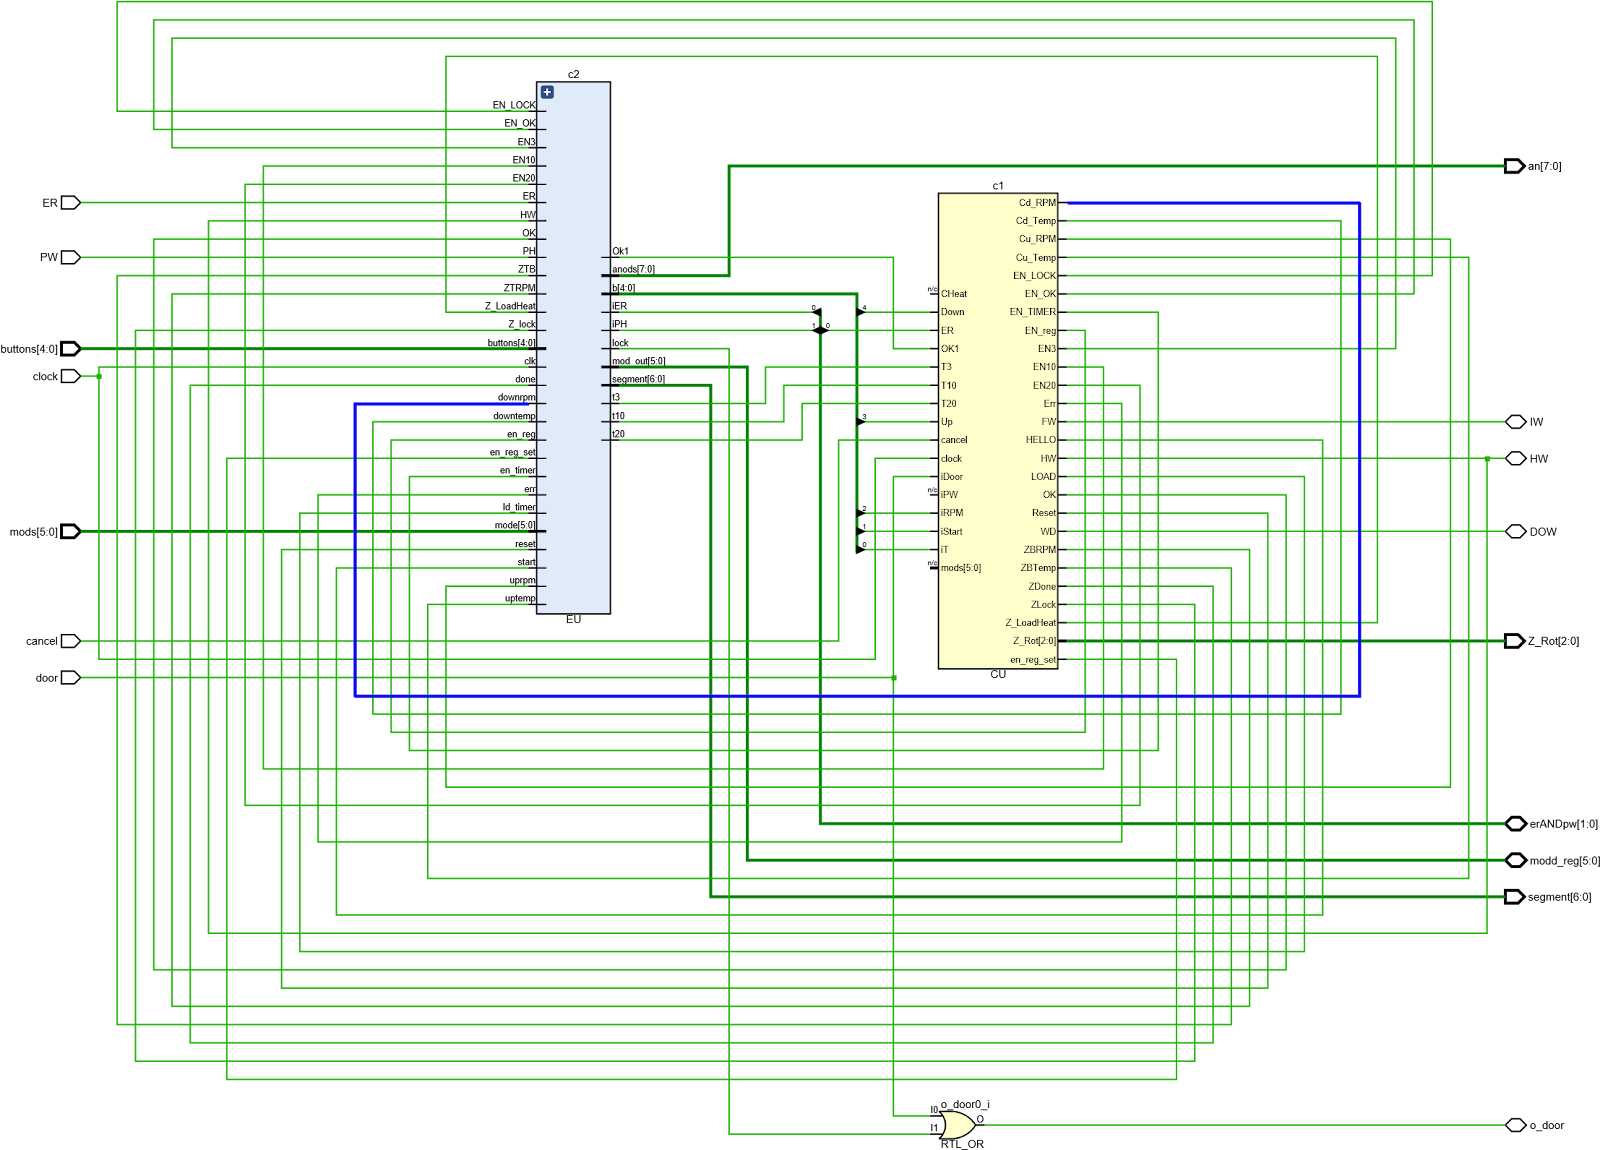 c2
EN_LOCK
EN_OK
EN3
EN10
EN20
ER
HW
OK
PH
ZTB
ZTRPM
Z_LoadHeat
Z_lock
buttons[4:0]
clk
done
downrpm
downtemp
en_reg
en_reg_set
en_timer
err
ld_timer
mode[5:0]
reset
start
uprpm
uptemp
Ok1
anods[7:0]
b[4:0]
iER
iPH
lock
mod_out[5:0]
segment[6:0]
t3
t10
t20
EU
ER
PW
buttons[4:0]
clock
mods[5:0]
cancel
door
0
1 0
4
3
2
1
0
c1
n/c
CHeat
Down
ER
OK1
T3
T10
T20
Up
cancel
clock
iDoor
n/c
iPW
iRPM
iStart
iT
n/c
mods[5:0]
Cd_RPM
Cd_Temp
Cu_RPM
Cu_Temp
EN_LOCK
EN_OK
EN_TIMER
EN_reg
EN3
EN10
EN20
Err
FW
HELLO
HW
LOAD
OK
Reset
WD
ZBRPM
ZBTemp
ZDone
ZLock
Z_LoadHeat
Z_Rot[2:0]
en_reg_set
CU
an[7:0]
IW
HW
DOW
Z_Rot[2:0]
erANDpw[1:0]
modd_reg[5:0]
segment[6:0]
o_door0_i
I0
I1
O
RTL_OR
o_door